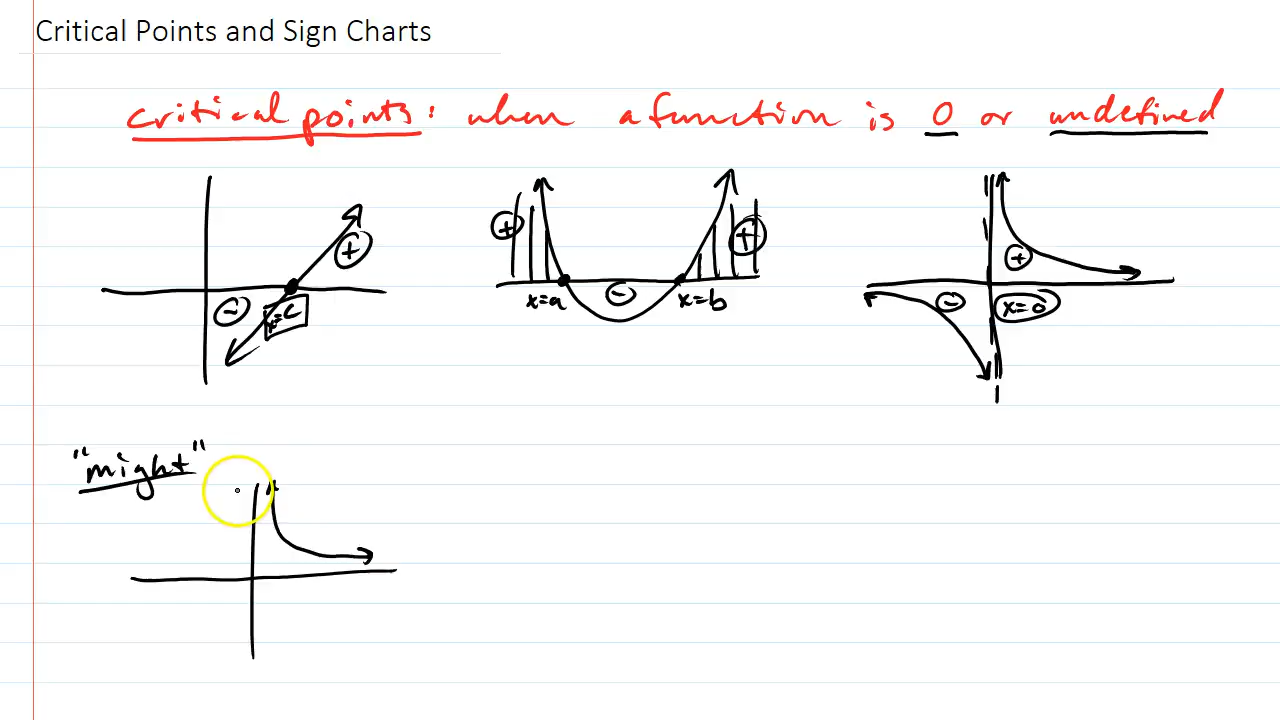 Critical Points and Sign Charts
critical points: when a function is 0 or undefined
+ + + +
- x=c x=a - x=b - x=0
"might"